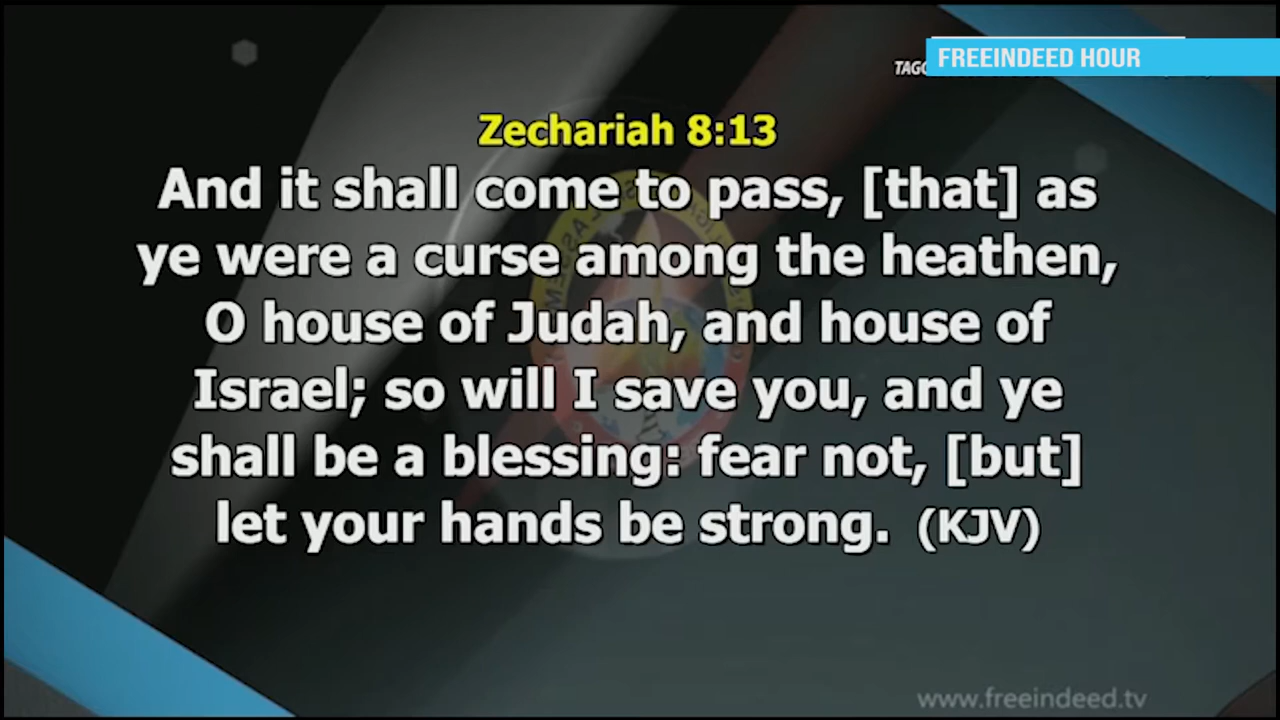 FREEINDEED HOUR
Zechariah 8:13
And it shall come to pass, [that] as
ye were a curse among the heathen,
O house of Judah, and house of
Israel; so will I save you, and ye
shall be a blessing: fear not, [but]
let your hands be strong. (KJV)
www.freeindeed.tv